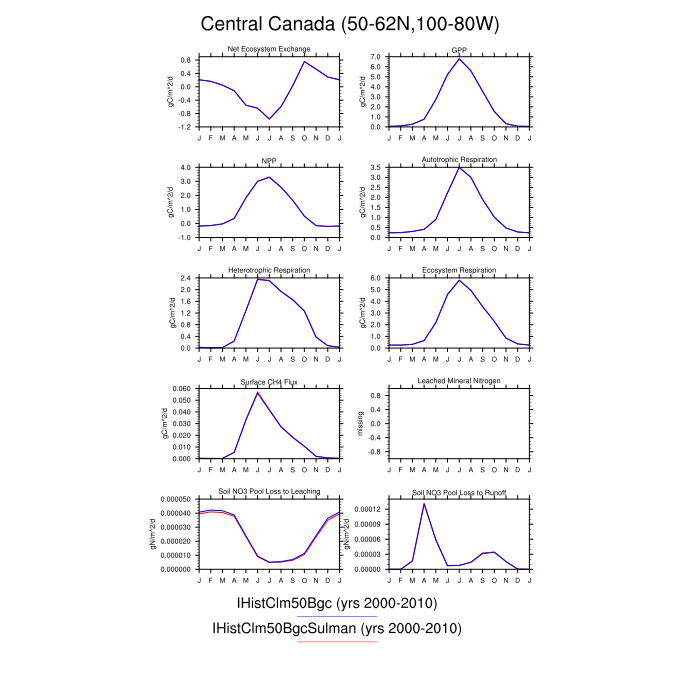 Central Canada (50-62N,100-80W)
Net Ecosystem Exchange
GPP
0.8
0.4
0.0
-0.4
-0.8
-1.2
gC/m^2/d
J F M A M J J A S O N D J
7.0
6.0
5.0
4.0
3.0
2.0
1.0
0.0
gC/m^2/d
J F M A M J J A S O N D J
NPP
Autotrophic Respiration
4.0
3.0
2.0
1.0
0.0
-1.0
gC/m^2/d
J F M A M J J A S O N D J
3.5
3.0
2.5
2.0
1.5
1.0
0.5
0.0
gC/m^2/d
J F M A M J J A S O N D J
Heterotrophic Respiration
Ecosystem Respiration
2.4
2.0
1.6
1.2
0.8
0.4
0.0
gC/m^2/d
J F M A M J J A S O N D J
6.0
5.0
4.0
3.0
2.0
1.0
0.0
gC/m^2/d
J F M A M J J A S O N D J
Surface CH4 Flux
Leached Mineral Nitrogen
0.060
0.050
0.040
0.030
0.020
0.010
0.000
gC/m^2/d
J F M A M J J A S O N D J
0.8
0.4
0.0
-0.4
-0.8
missing
J F M A M J J A S O N D J
Soil NO3 Pool Loss to Leaching
Soil NO3 Pool Loss to Runoff
0.000050
0.000040
0.000030
0.000020
0.000010
0.000000
gN/m^2/d
J F M A M J J A S O N D J
0.00012
0.00009
0.00006
0.00003
0.00000
gN/m^2/d
J F M A M J J A S O N D J
IHistClm50Bgc (yrs 2000-2010)
IHistClm50BgcSulman (yrs 2000-2010)